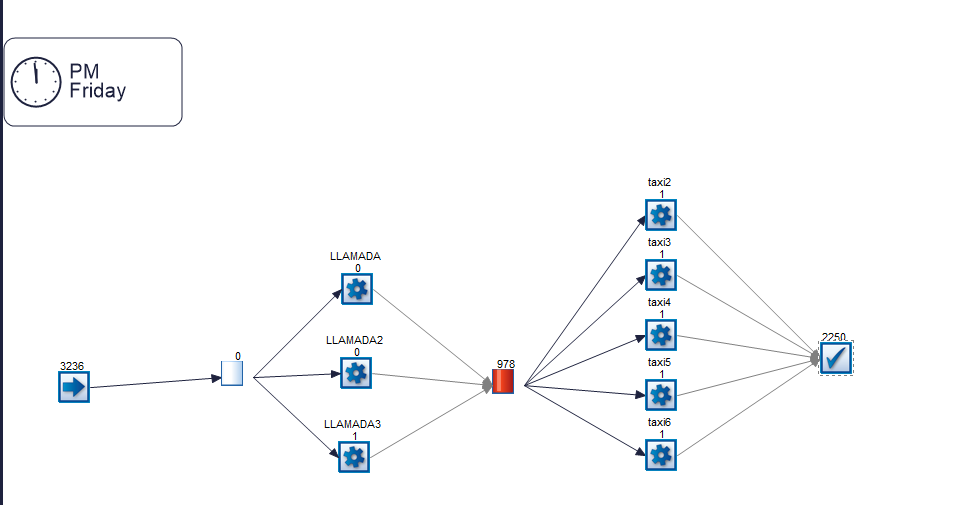 PM
Friday
taxi2
1
taxi3
1
LLAMADA
0
taxi4
1
LLAMADA2
0
2250
0
3236
978
taxi5
1
LLAMADA3
1
taxi6
1